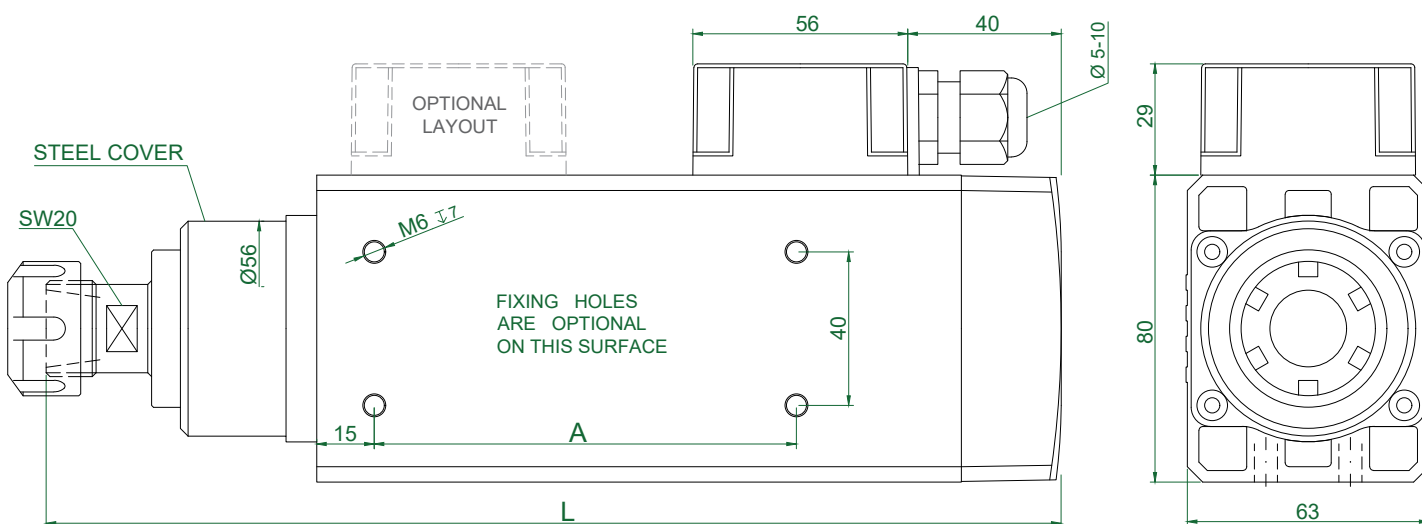 56
40
Ø 5-10
OPTIONAL
LAYOUT
29
STEEL COVER
SW20
M6 ↧7
Ø56
FIXING HOLES
ARE OPTIONAL
ON THIS SURFACE
40
80
15
A
L
63